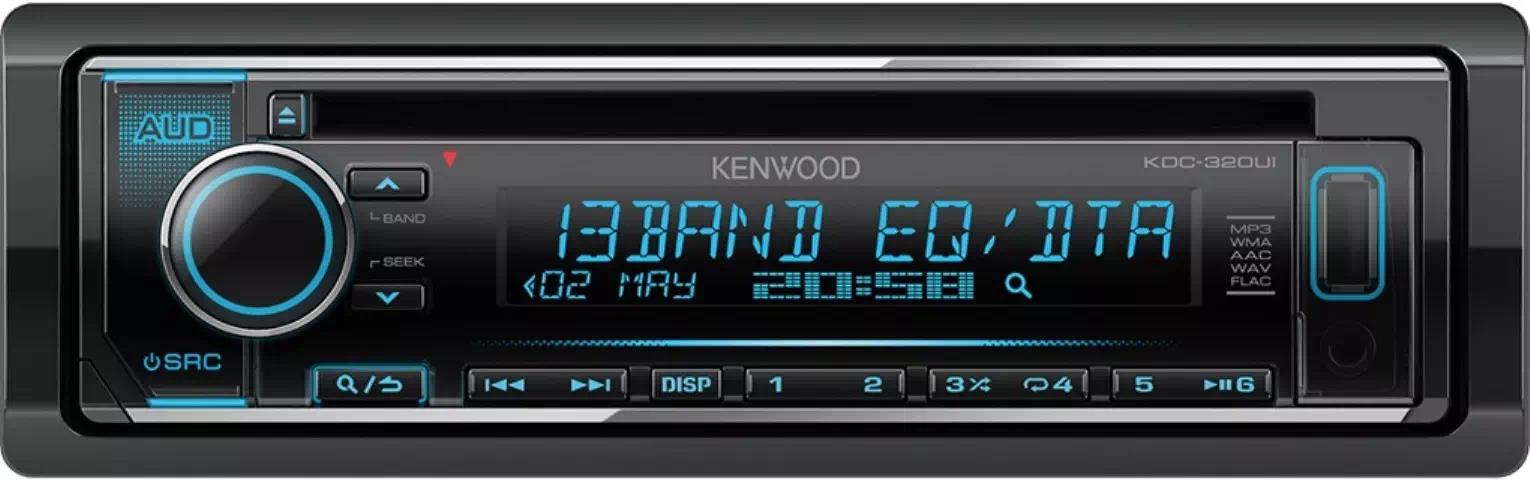 AUD
KENWOOD
KDC-320UI
BAND
SEEK
13BAND EQ/DTA
02 MAY 20:58
MP3
WMA
AAC
WAV
FLAC
SRC
DISP 1 2 3 4 5 6